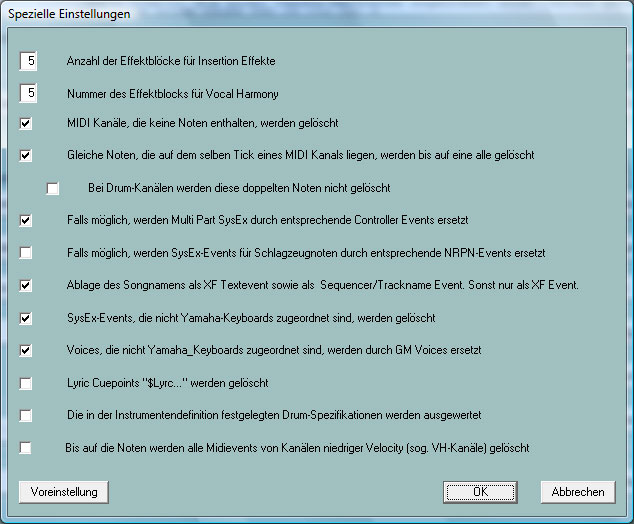 Spezielle Einstellungen
5 Anzahl der Effektblöcke für Insertion Effekte
5 Nummer des Effektblocks für Vocal Harmony
MIDI Kanäle, die keine Noten enthalten, werden gelöscht
Gleiche Noten, die auf dem selben Tick eines MIDI Kanals liegen, werden bis auf eine alle gelöscht
Bei Drum-Kanälen werden diese doppelten Noten nicht gelöscht
Falls möglich, werden Multi Part SysEx durch entsprechende Controller Events ersetzt
Falls möglich, werden SysEx-Events für Schlagzeugnoten durch entsprechende NRPN-Events ersetzt
Ablage des Songnamens als XF Textevent sowie als Sequencer/Trackname Event. Sonst nur als XF Event.
SysEx-Events, die nicht Yamaha-Keyboards zugeordnet sind, werden gelöscht
Voices, die nicht Yamaha_Keyboards zugeordnet sind, werden durch GM Voices ersetzt
Lyric Cuepoints "$Lyrc..." werden gelöscht
Die in der Instrumentendefinition festgelegten Drum-Spezifikationen werden ausgewertet
Bis auf die Noten werden alle Midievents von Kanälen niedriger Velocity (sog. VH-Kanäle) gelöscht
Voreinstellung OK Abbrechen